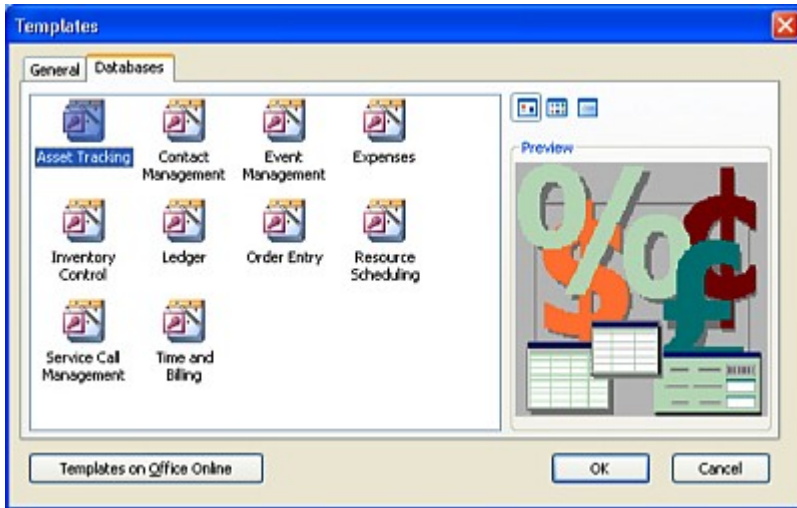 Templates
General Databases
Preview
Asset Tracking
Contact
Management
Event
Management
Expenses
Inventory
Control
Ledger
Order Entry
Resource
Scheduling
Service Call
Management
Time and
Billing
% $ ¢ £
Templates on Office Online
OK
Cancel